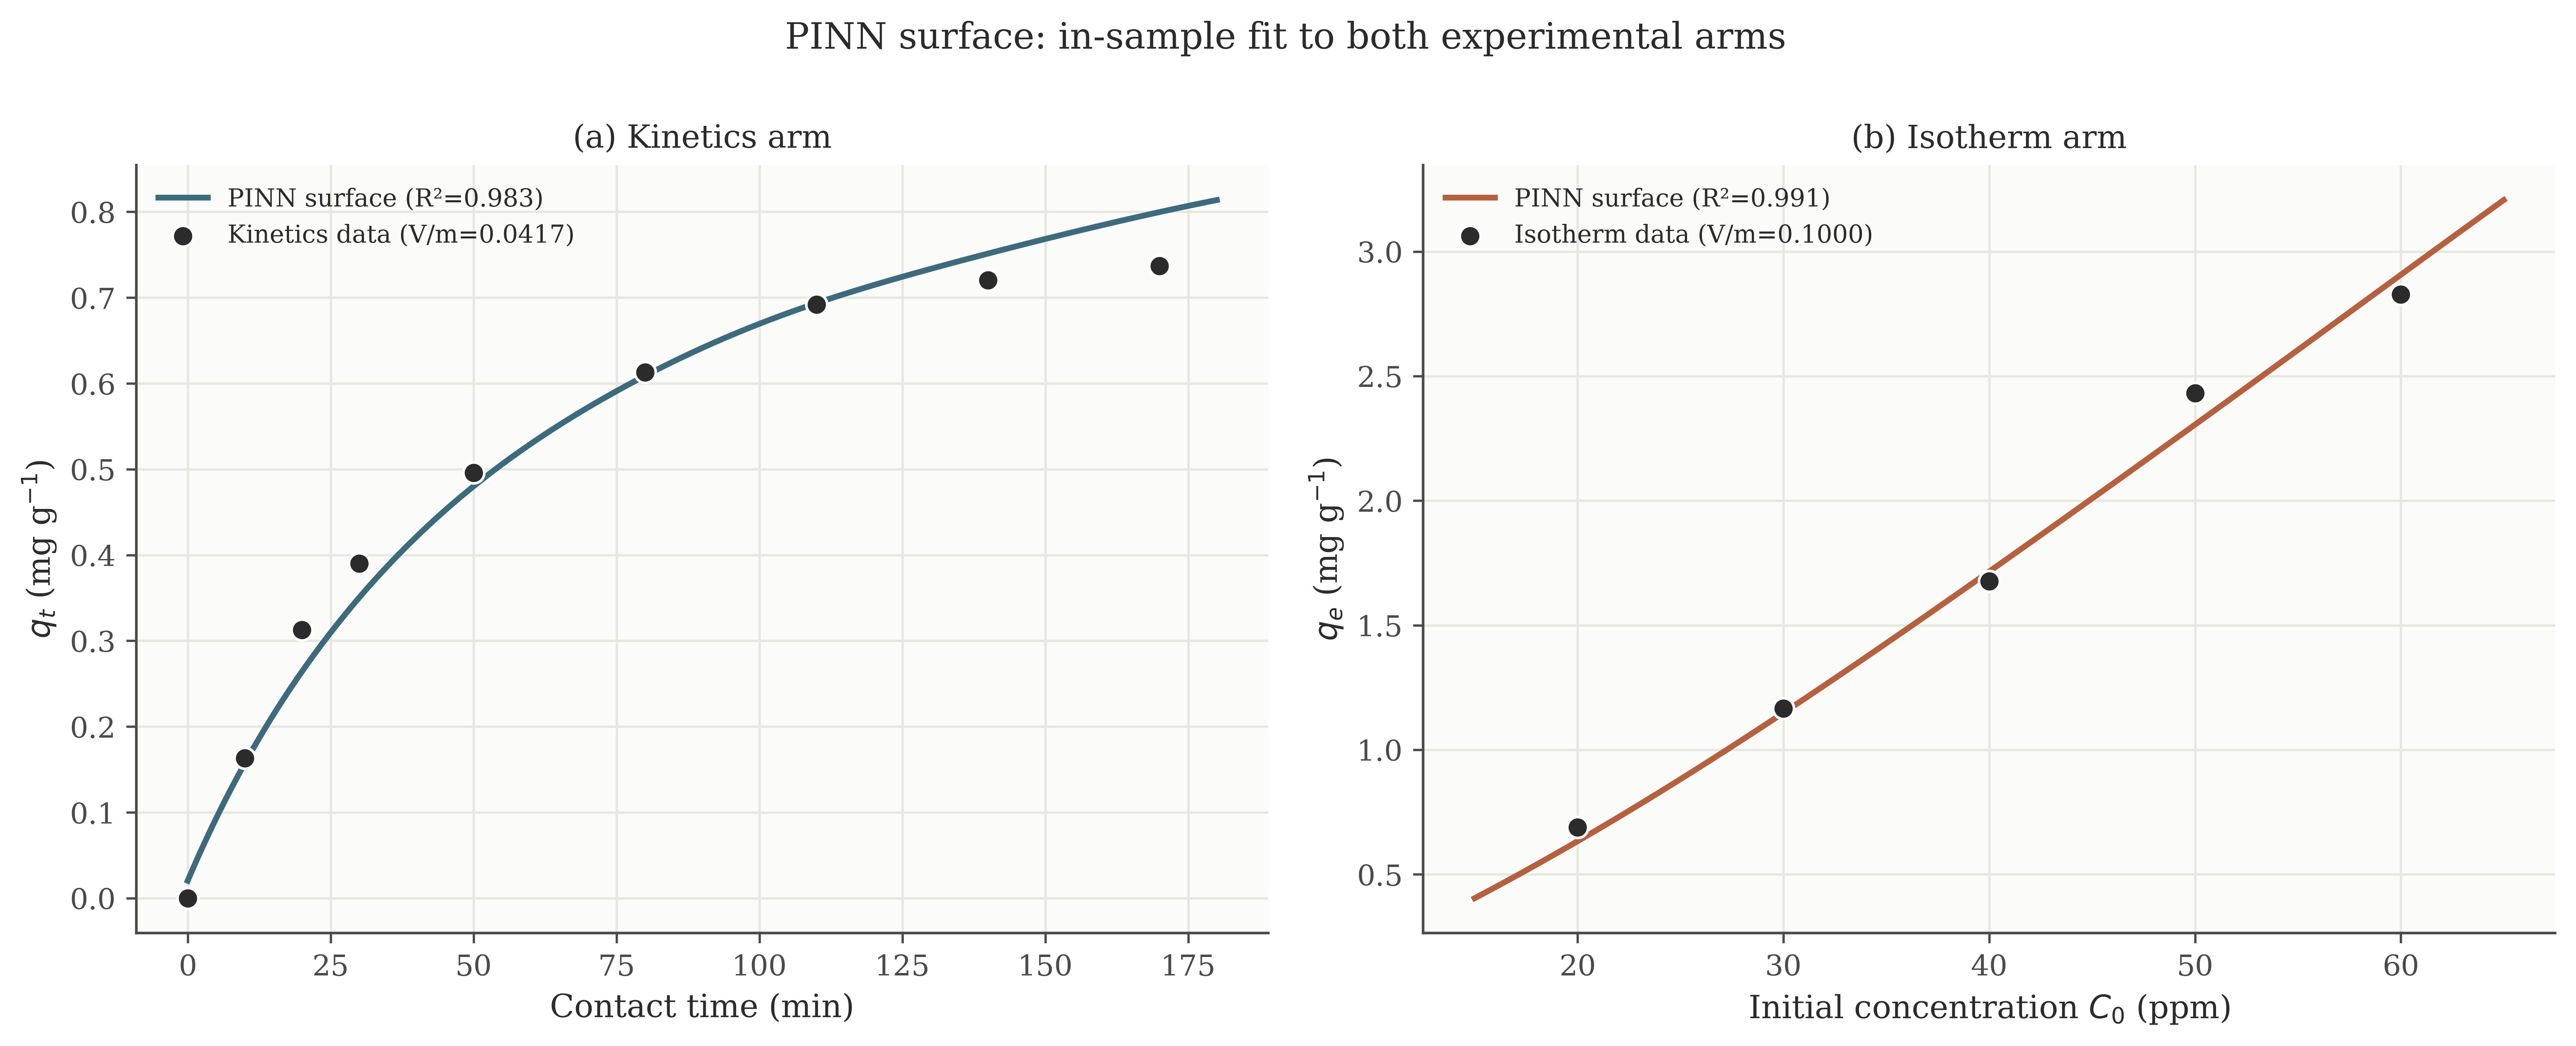 PINN surface: in-sample fit to both experimental arms
(a) Kinetics arm
PINN surface (R²=0.983)
Kinetics data (V/m=0.0417)
0.8
0.7
0.6
0.5
0.4
0.3
0.2
0.1
0.0
qₜ (mg g⁻¹)
0 25 50 75 100 125 150 175
Contact time (min)
(b) Isotherm arm
PINN surface (R²=0.991)
Isotherm data (V/m=0.1000)
3.0
2.5
2.0
1.5
1.0
0.5
qₑ (mg g⁻¹)
20 30 40 50 60
Initial concentration C₀ (ppm)